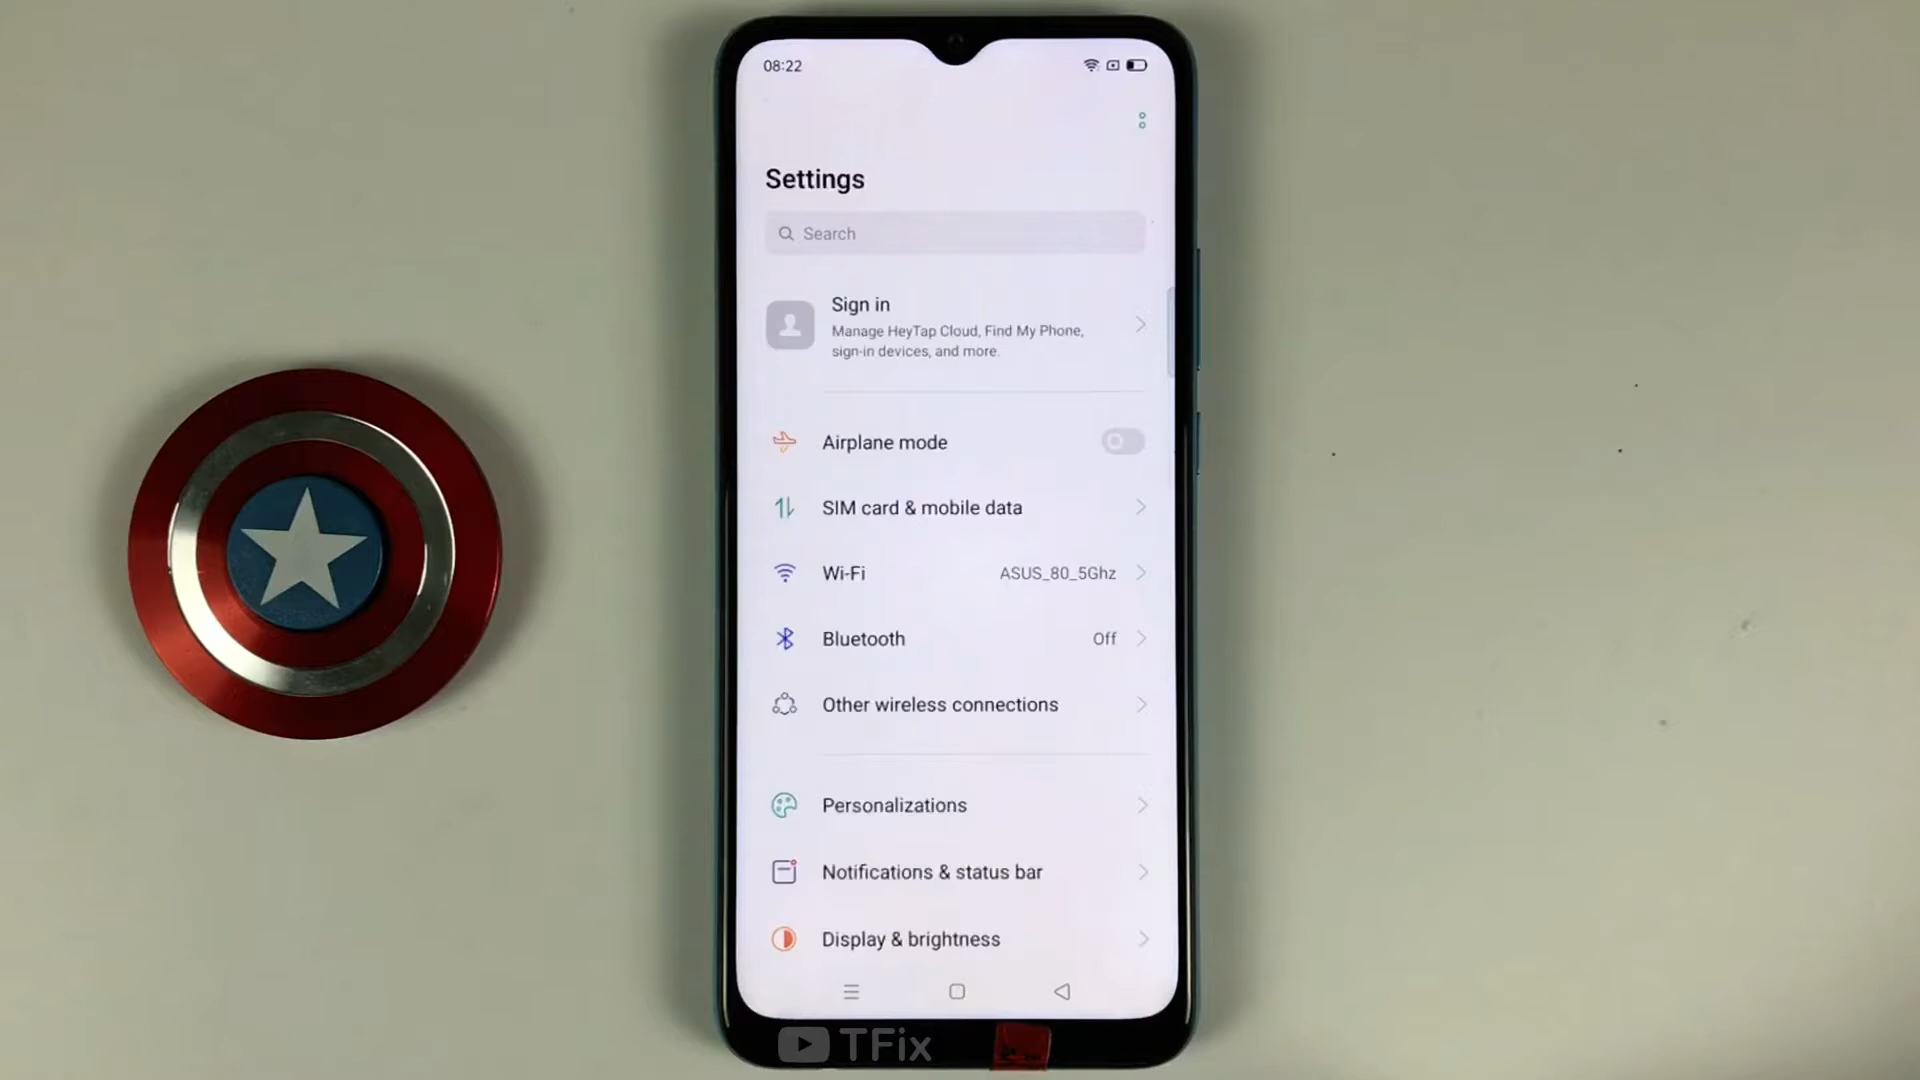 08:22
Settings
Search
Sign in
Manage HeyTap Cloud, Find My Phone,
sign-in devices, and more.
Airplane mode
SIM card & mobile data
Wi-Fi
ASUS_80_5Ghz
Bluetooth
Off
Other wireless connections
Personalizations
Notifications & status bar
Display & brightness
TFix